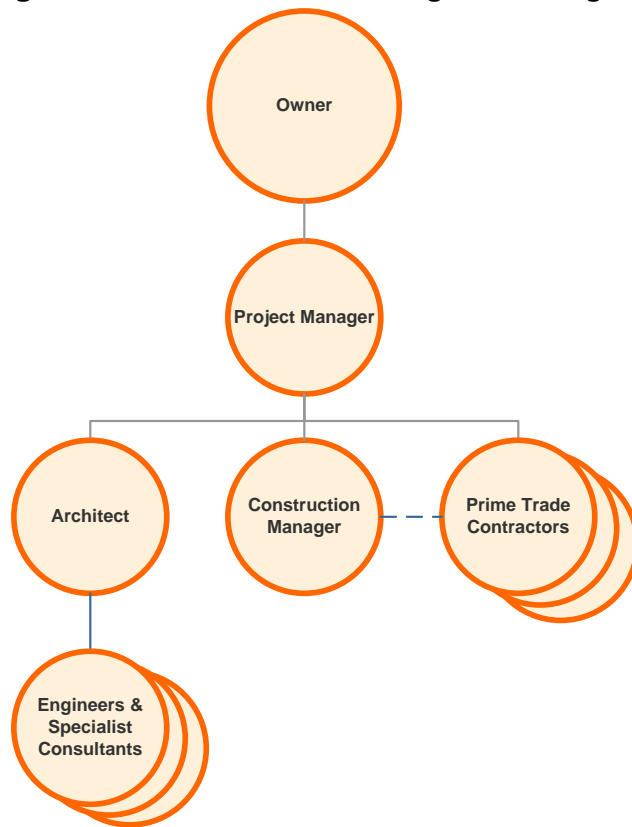 Owner
Project Manager
Architect
Construction
Manager
Prime Trade
Contractors
Engineers &
Specialist
Consultants